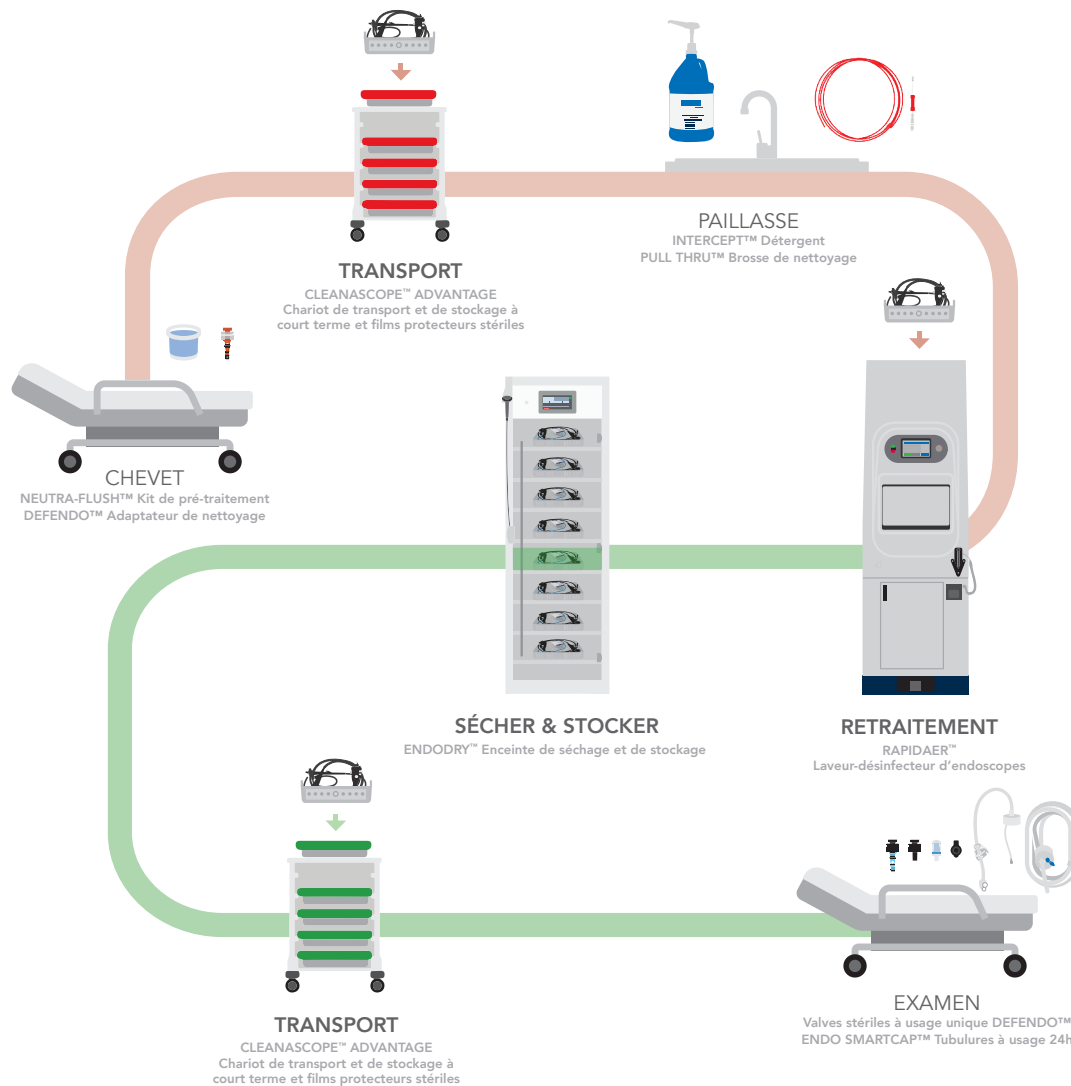 TRANSPORT
CLEANASCOPE™ ADVANTAGE
Chariot de transport et de stockage à
court terme et films protecteurs stériles
PAILLASSE
INTERCEPT™ Détergent
PULL THRU™ Brosse de nettoyage
CHEVET
NEUTRA-FLUSH™ Kit de pré-traitement
DEFENDO™ Adaptateur de nettoyage
SÉCHER & STOCKER
ENDODRY™ Enceinte de séchage et de stockage
RETRAITEMENT
RAPIDAER™
Laveur-désinfecteur d’endoscopes
TRANSPORT
CLEANASCOPE™ ADVANTAGE
Chariot de transport et de stockage à
court terme et films protecteurs stériles
EXAMEN
Valves stériles à usage unique DEFENDO™
ENDO SMARTCAP™ Tubulures à usage 24h